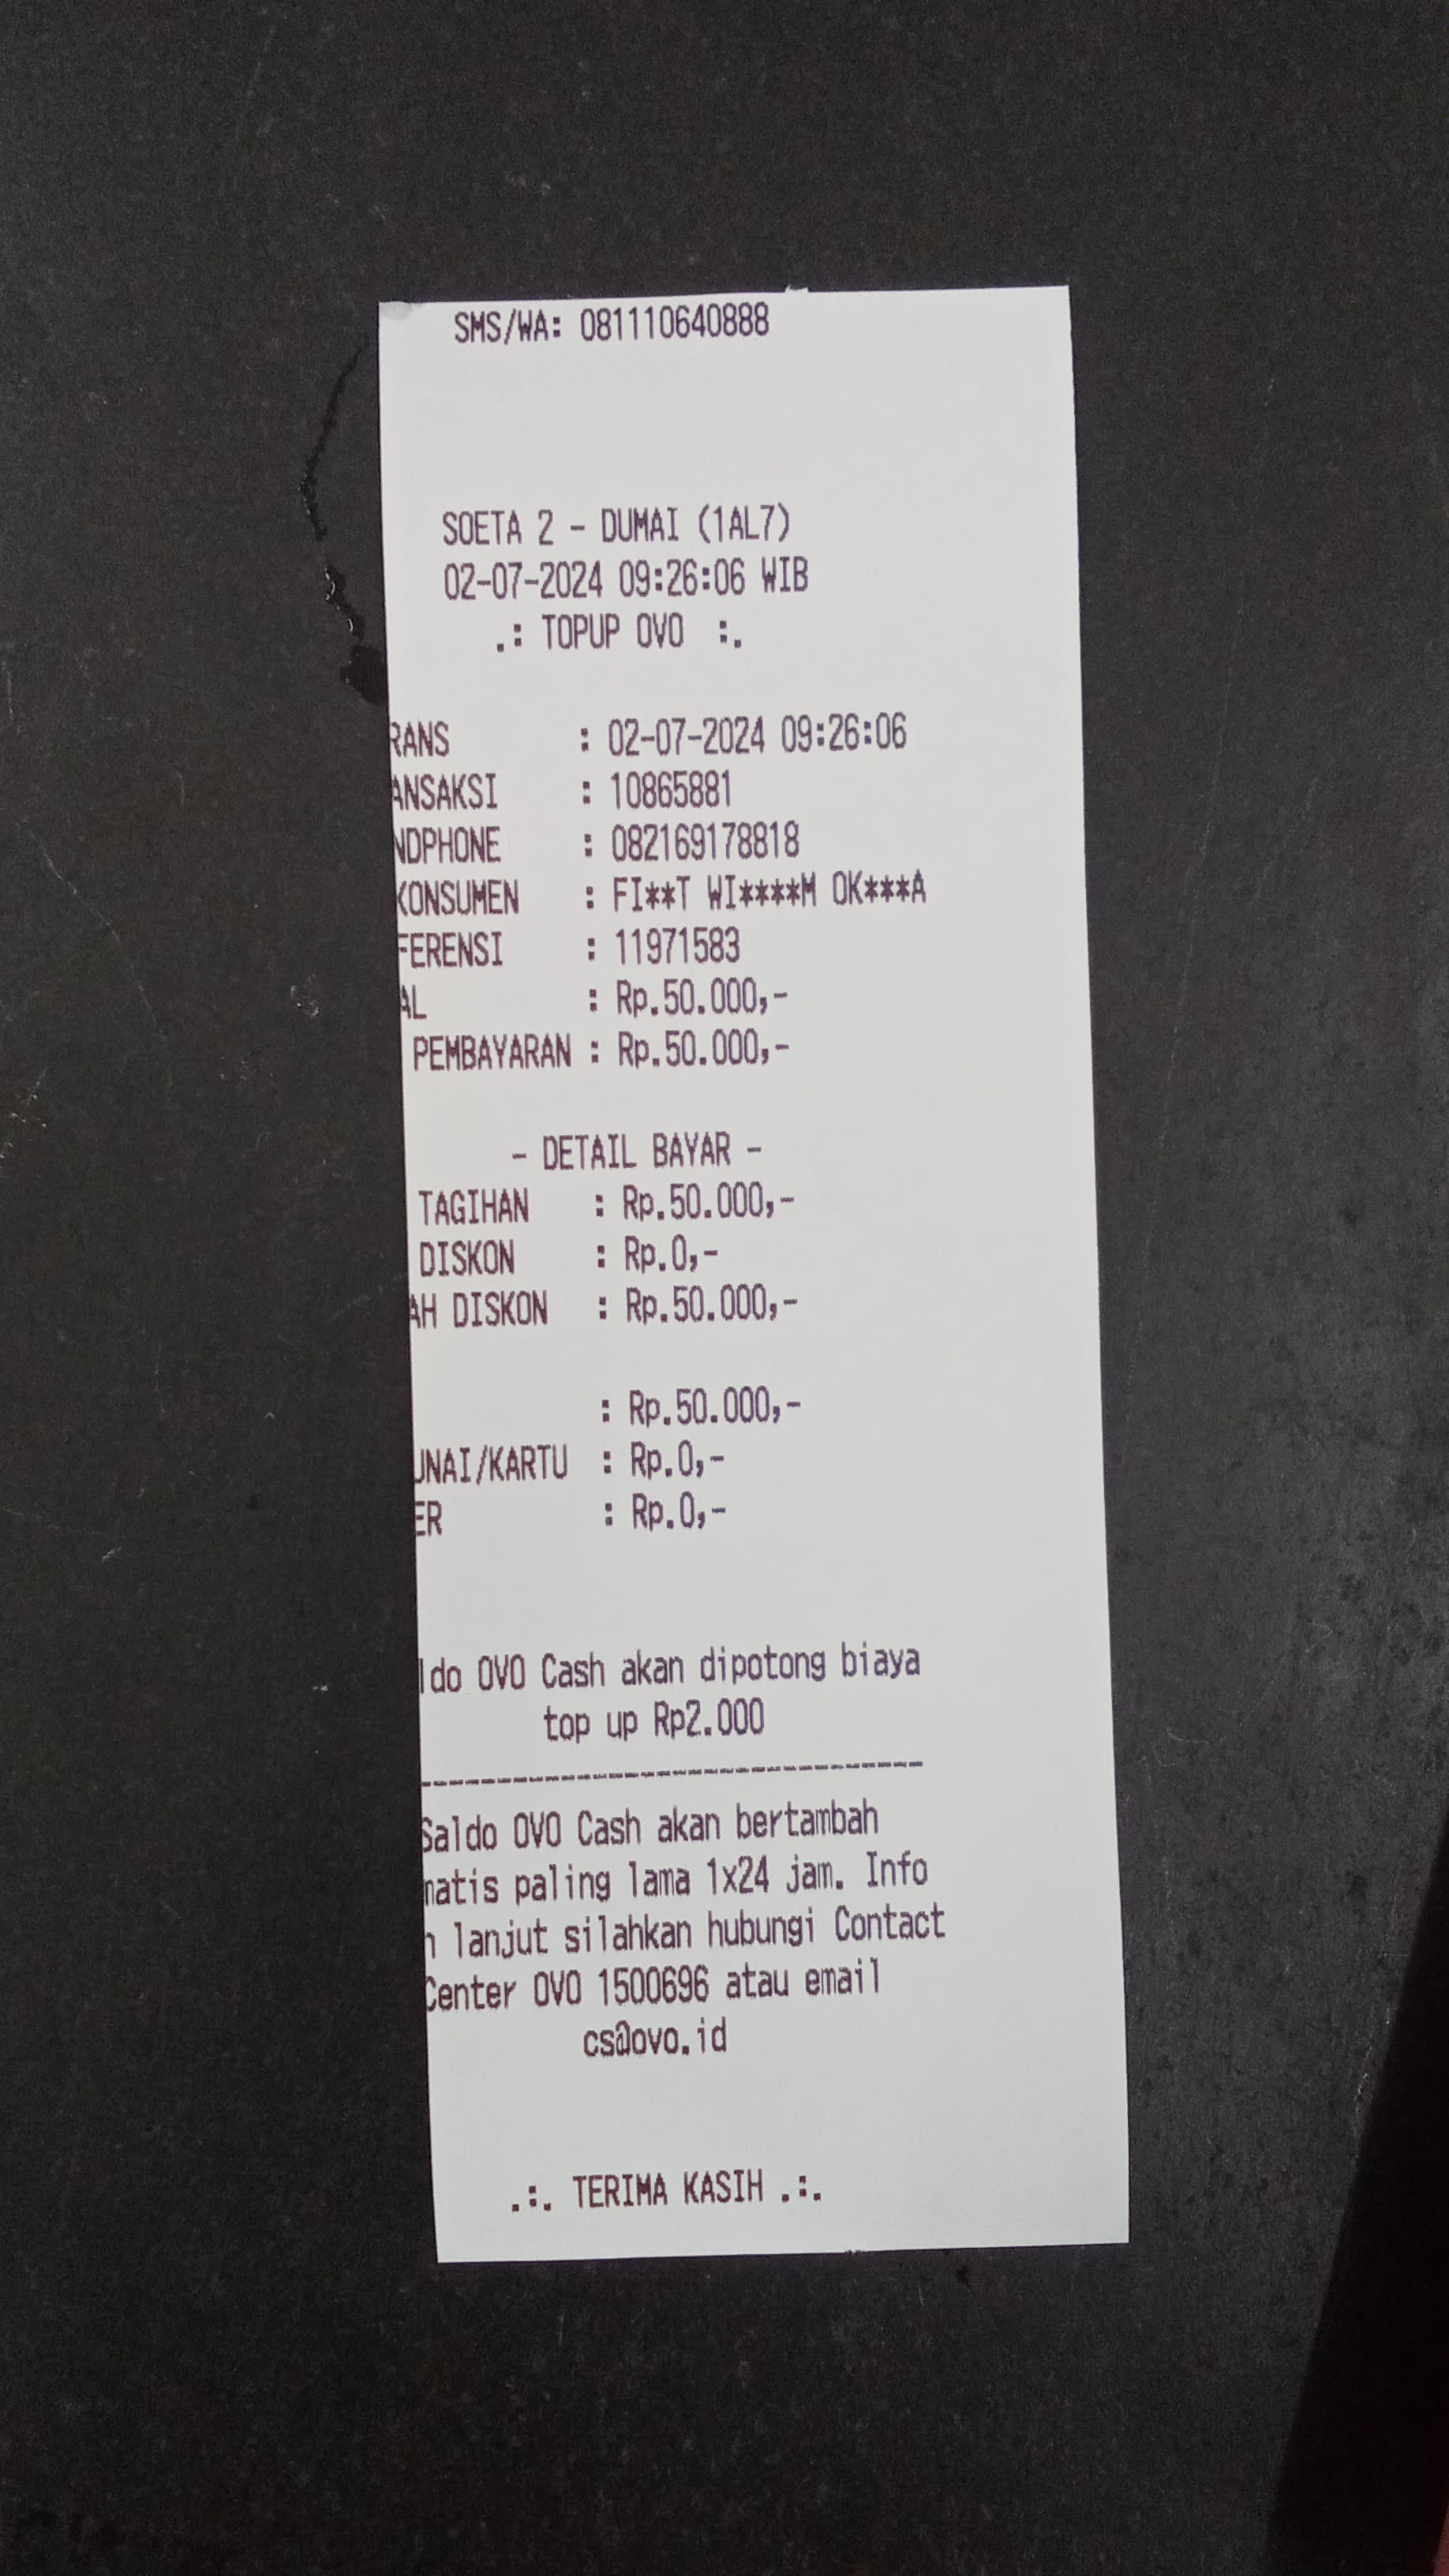 SMS/WA: 081110640888
SOETA 2 - DUMAI (1AL7)
02-07-2024 09:26:06 WIB
.: TOPUP OVO :.
RANS : 02-07-2024 09:26:06
ANSAKSI : 10865881
NDPHONE : 082169178818
KONSUMEN : FI**T WI****M OK***A
FERENSI : 11971583
AL : Rp.50.000,-
PEMBAYARAN : Rp.50.000,-
- DETAIL BAYAR -
TAGIHAN : Rp.50.000,-
DISKON : Rp.0,-
AH DISKON : Rp.50.000,-
: Rp.50.000,-
UNAI/KARTU : Rp.0,-
ER : Rp.0,-
ldo OVO Cash akan dipotong biaya
top up Rp2.000
--------------------------------
Saldo OVO Cash akan bertambah
matis paling lama 1x24 jam. Info
h lanjut silahkan hubungi Contact
Center OVO 1500696 atau email
cs@ovo.id
.:. TERIMA KASIH .:.